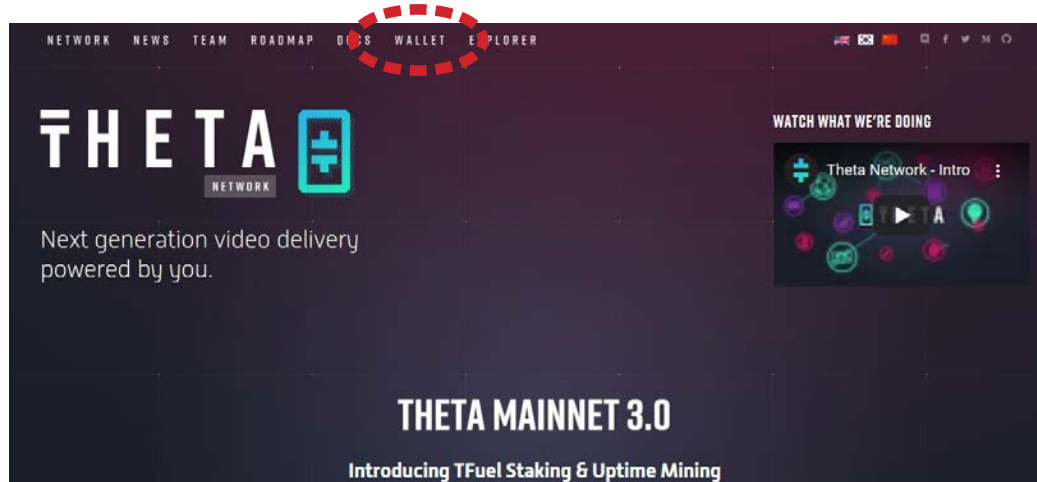 NETWORK NEWS TEAM ROADMAP DOCS WALLET EXPLORER
THETA
NETWORK
Next generation video delivery
powered by you.
WATCH WHAT WE'RE DOING
Theta Network - Intro
THETA
THETA MAINNET 3.0
Introducing TFuel Staking & Uptime Mining